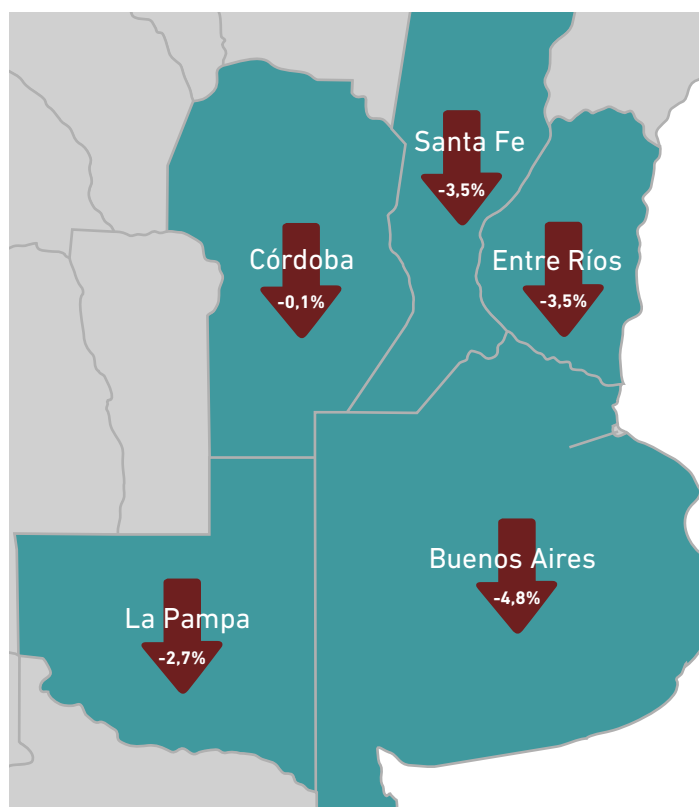 Santa Fe
-3,5%
Córdoba
-0,1%
Entre Ríos
-3,5%
Buenos Aires
-4,8%
La Pampa
-2,7%